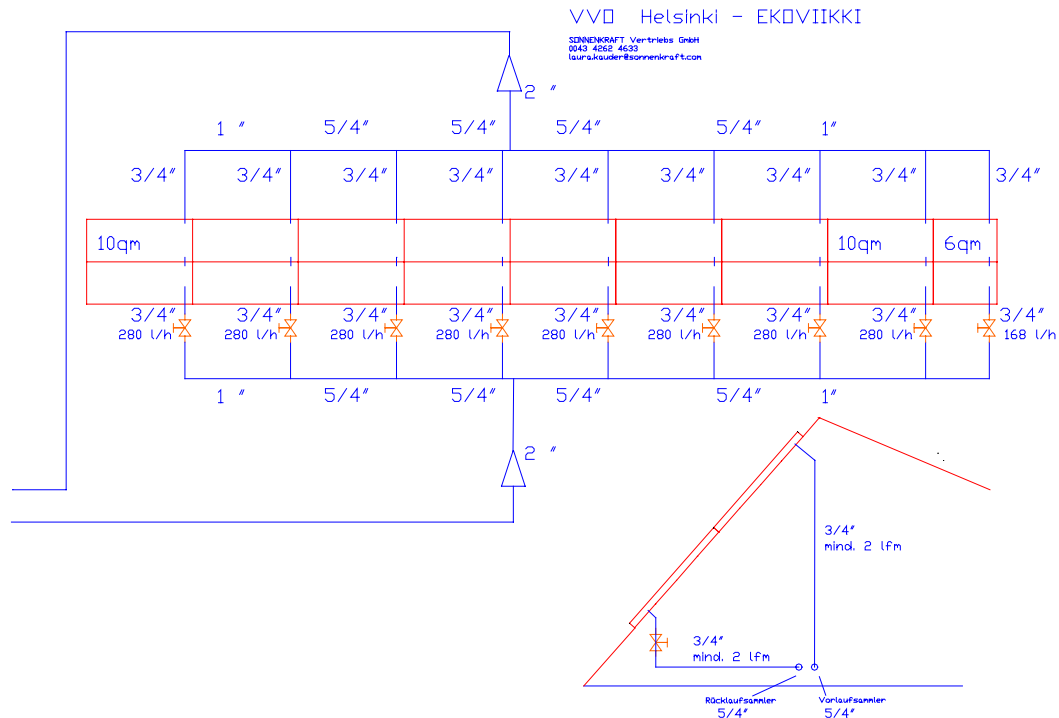 VVO Helsinki - EKOVIIKKI
SONNENKRAFT Vertriebs GmbH
0043 4262 4633
laura.kauder@sonnenkraft.com
2 "
1 " 5/4" 5/4" 5/4" 5/4" 1"
3/4" 3/4" 3/4" 3/4" 3/4" 3/4" 3/4" 3/4" 3/4"
10qm 10qm 6qm
3/4" 3/4" 3/4" 3/4" 3/4" 3/4" 3/4" 3/4" 3/4"
280 l/h 280 l/h 280 l/h 280 l/h 280 l/h 280 l/h 280 l/h 280 l/h 168 l/h
1 " 5/4" 5/4" 5/4" 5/4" 1"
2 "
3/4"
mind. 2 lfm
3/4"
mind. 2 lfm
Rücklaufsammler Vorlaufsammler
5/4" 5/4"